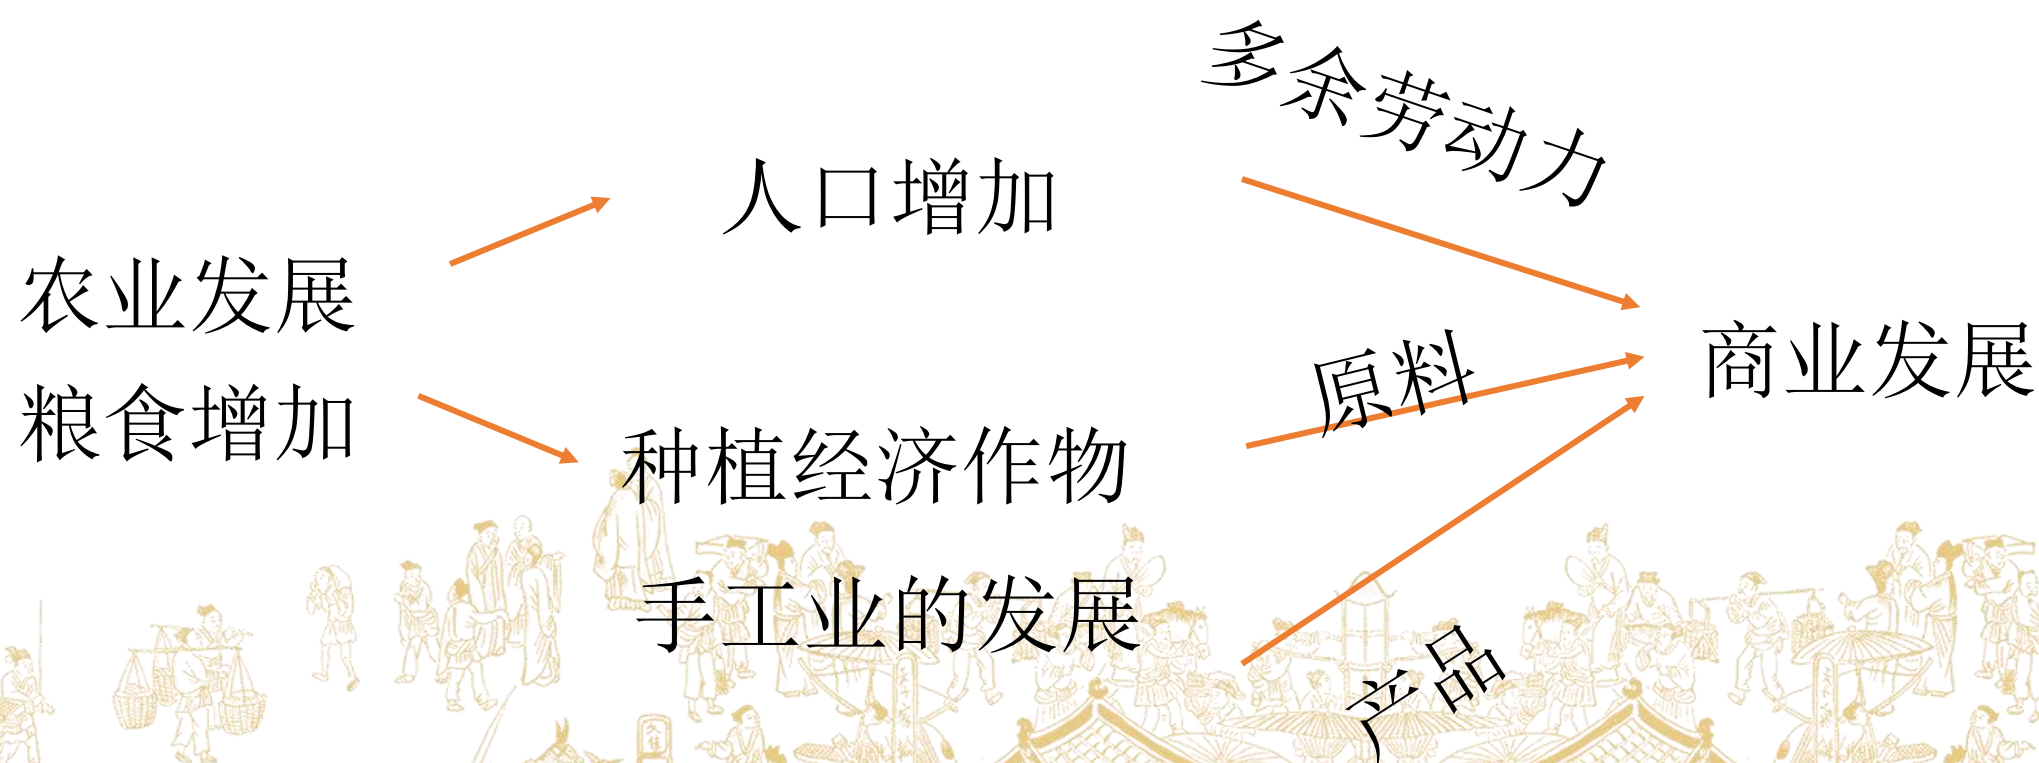 多余劳动力
人口增加
农业发展
粮食增加
原料
商业发展
种植经济作物
手工业的发展
产品